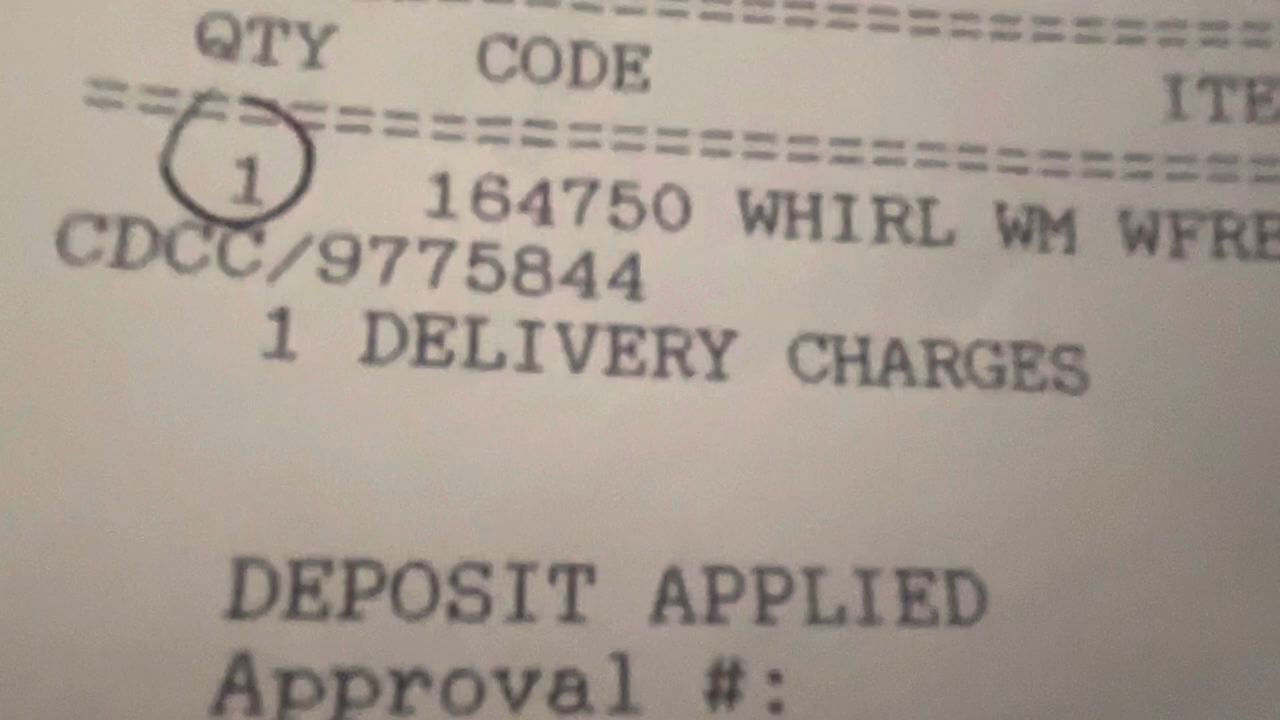 QTY CODE ITE
1 164750 WHIRL WM WFRE
CDCC/9775844
1 DELIVERY CHARGES
DEPOSIT APPLIED
Approval #: